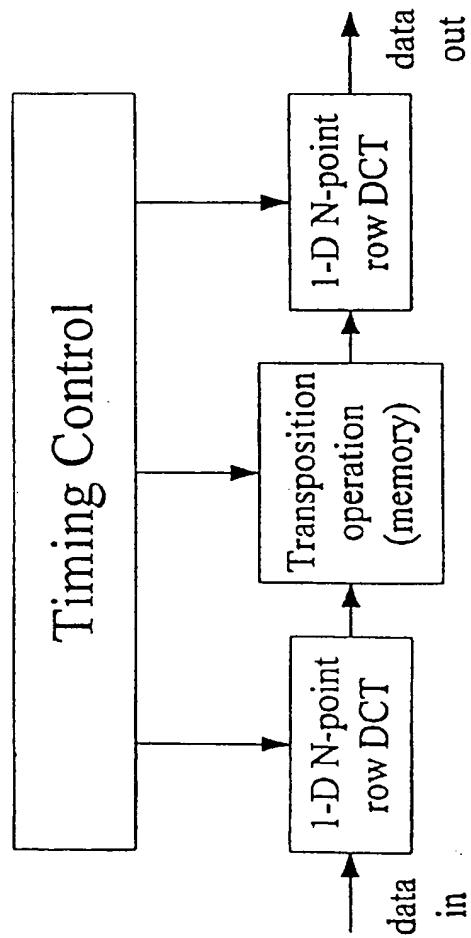 Timing Control
data
in
1-D N-point
row DCT
Transposition
operation
(memory)
1-D N-point
row DCT
data
out